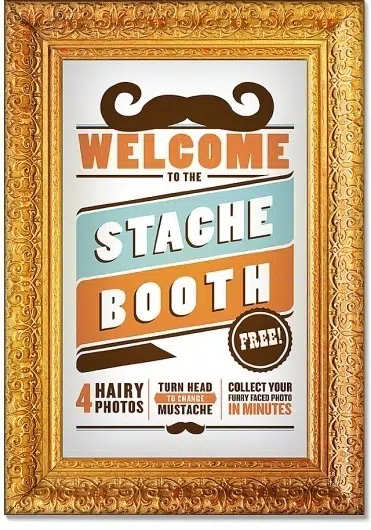 WELCOME
TO THE
STACHE
BOOTH
FREE!
4 HAIRY
PHOTOS
TURN HEAD
TO CHANGE
MUSTACHE
COLLECT YOUR
FURRY FACED PHOTO
IN MINUTES